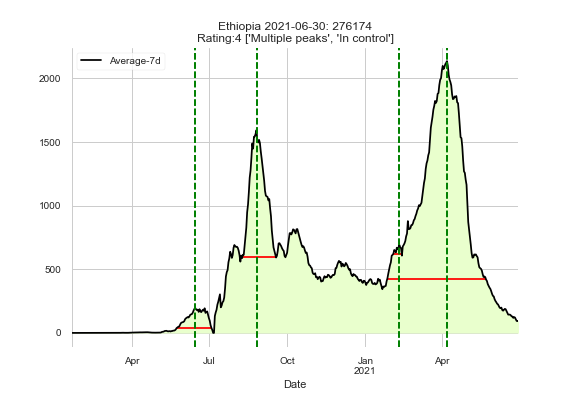 Ethiopia 2021-06-30: 276174
Rating:4 ['Multiple peaks', 'In control']
Average-7d
2000
1500
1000
500
0
Apr
Jul
Oct
Jan
2021
Apr
Date